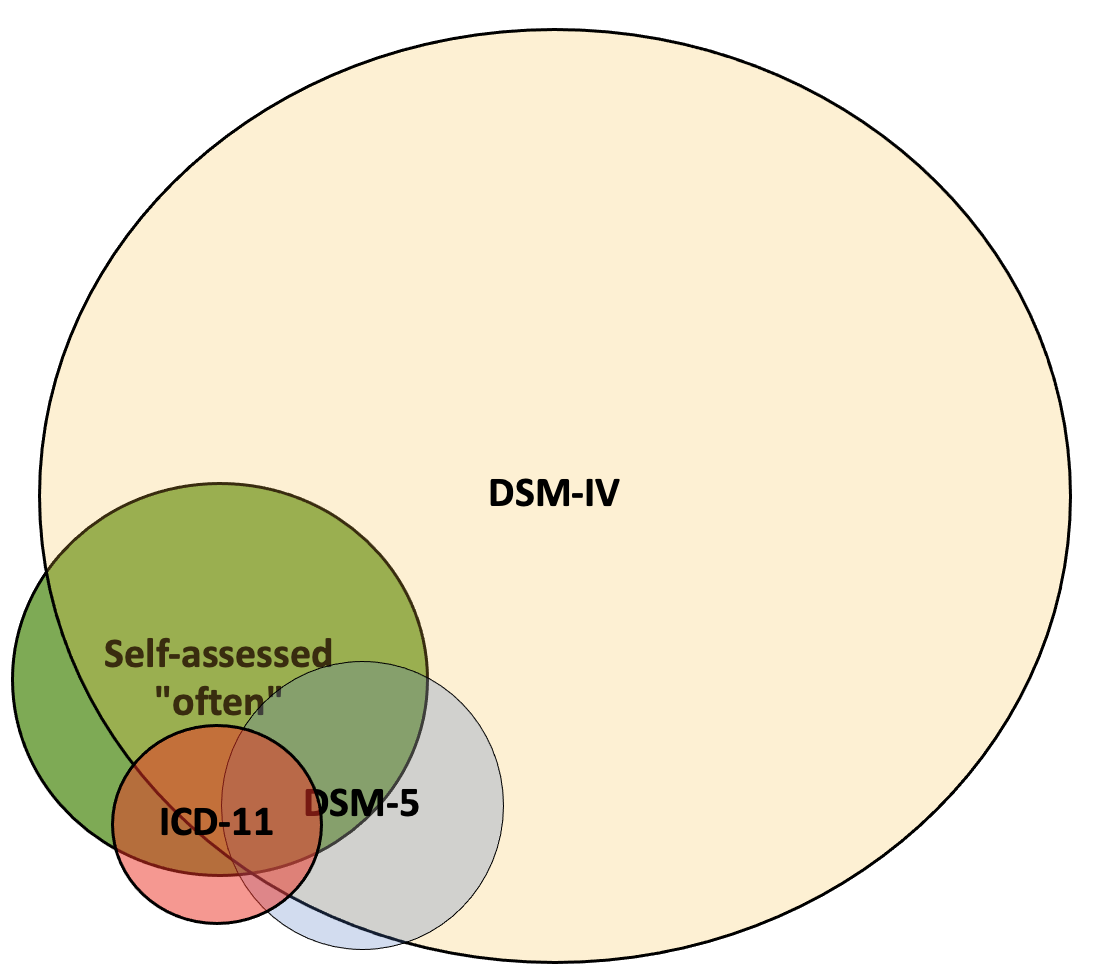 DSM-IV
Self-assessed
"often"
DSM-5
ICD-11